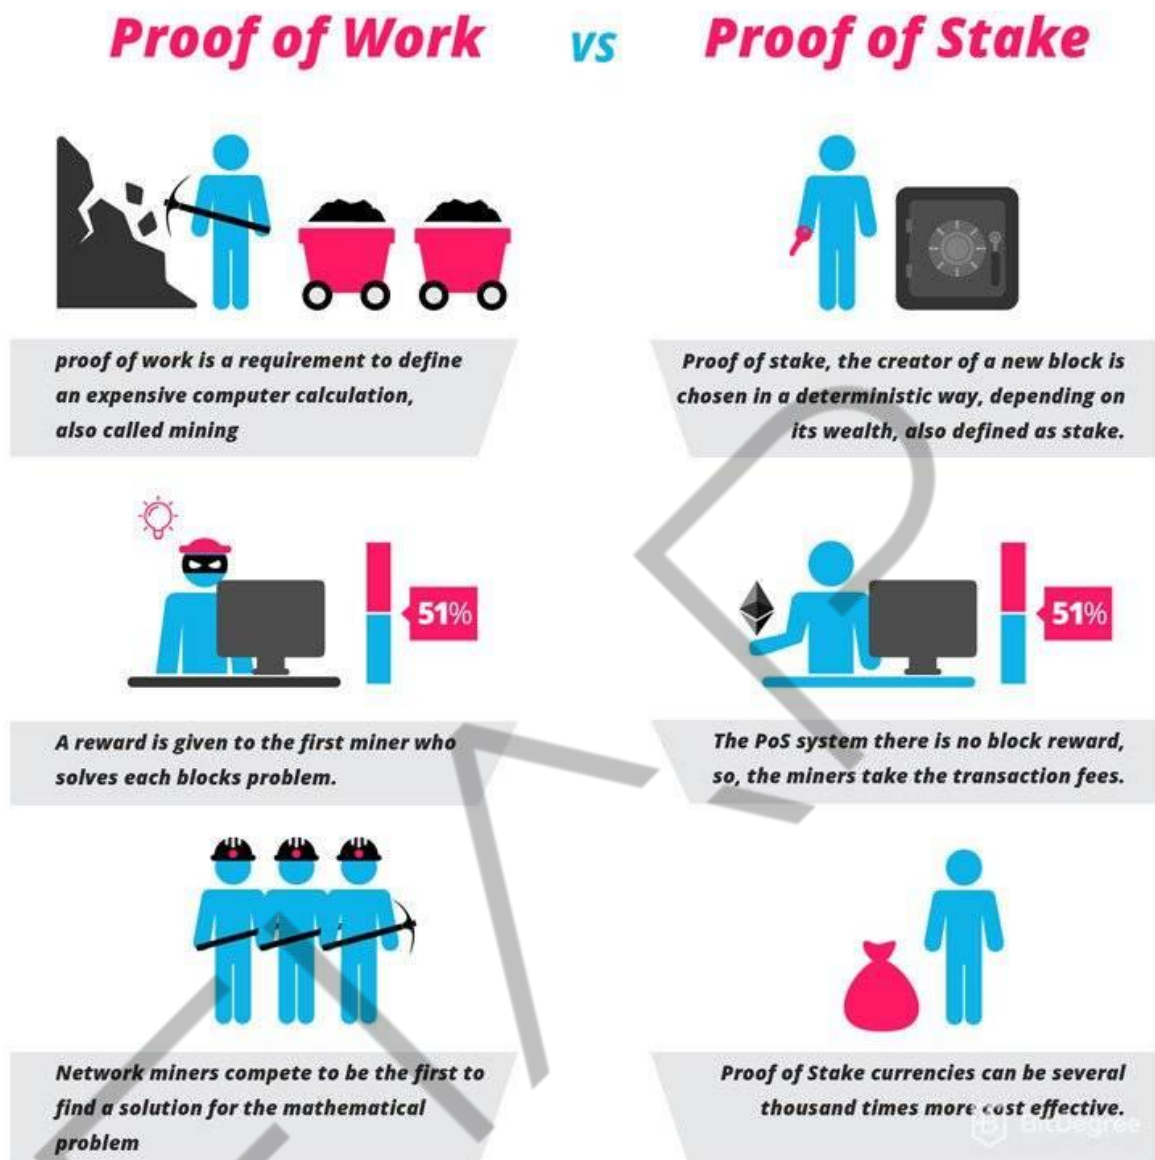 Proof of Work vs Proof of Stake
proof of work is a requirement to define
an expensive computer calculation,
also called mining
Proof of stake, the creator of a new block is
chosen in a deterministic way, depending on
its wealth, also defined as stake.
51%
51%
A reward is given to the first miner who
solves each blocks problem.
The PoS system there is no block reward,
so, the miners take the transaction fees.
Network miners compete to be the first to
find a solution for the mathematical
problem
Proof of Stake currencies can be several
thousand times more cost effective.
BitDegree